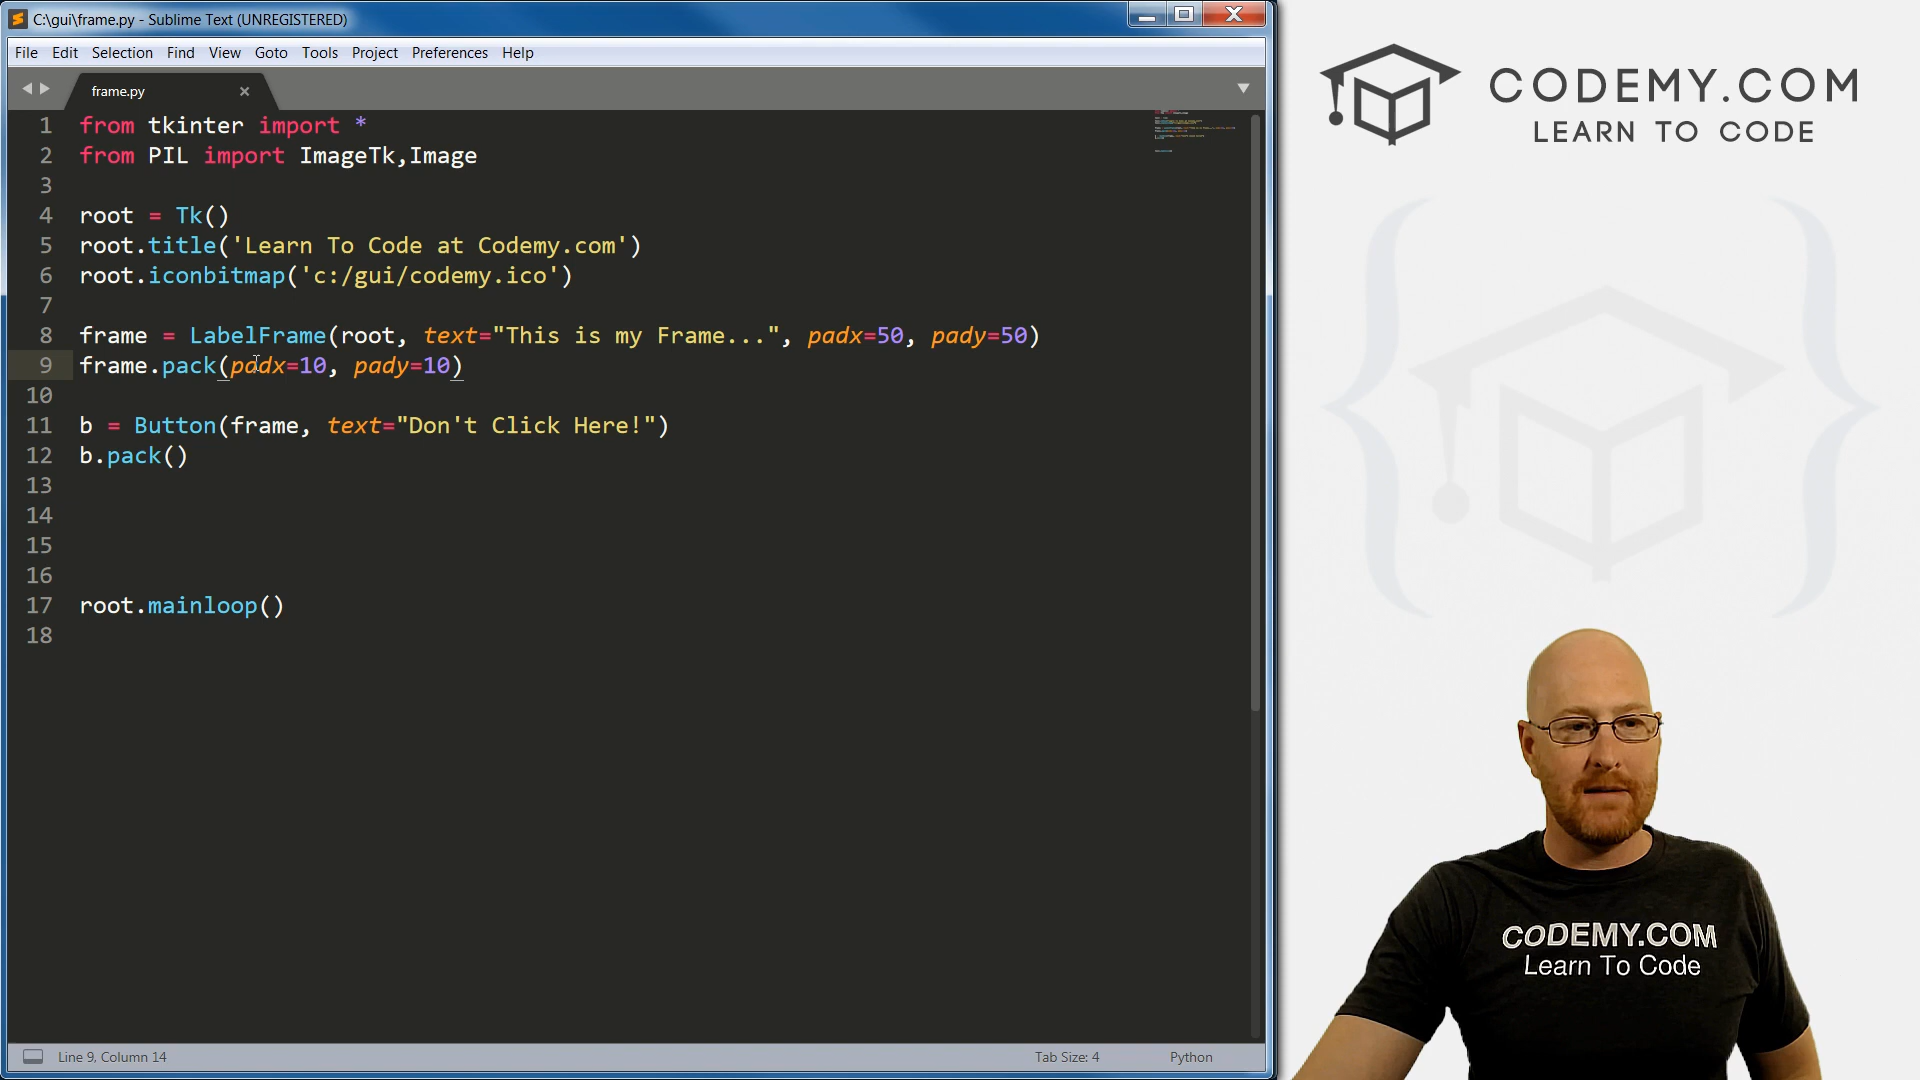 C:\gui\frame.py - Sublime Text (UNREGISTERED)
File Edit Selection Find View Goto Tools Project Preferences Help
frame.py
1 from tkinter import *
2 from PIL import ImageTk,Image
3
4 root = Tk()
5 root.title('Learn To Code at Codemy.com')
6 root.iconbitmap('c:/gui/codemy.ico')
7
8 frame = LabelFrame(root, text="This is my Frame...", padx=50, pady=50)
9 frame.pack(padx=10, pady=10)
10
11 b = Button(frame, text="Don't Click Here!")
12 b.pack()
13
14
15
16
17 root.mainloop()
18
Line 9, Column 14
Tab Size: 4
Python
CODEMY.COM
LEARN TO CODE
CODEMY.COM
Learn To Code